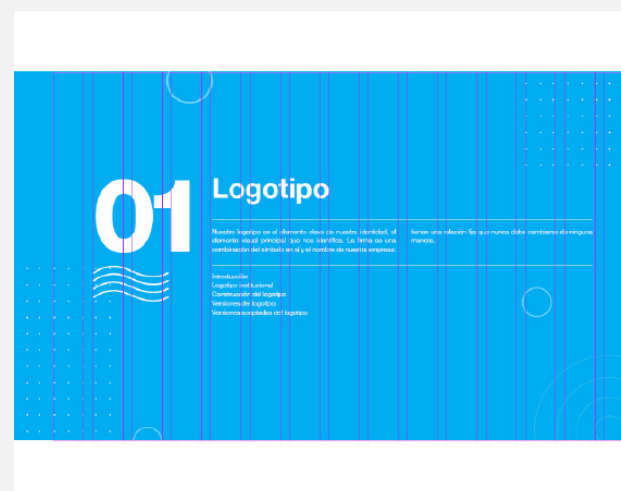 01
Logotipo
Nuestro logotipo es el elemento clave de nuestra identidad, el
elemento visual principal que nos identifica. La firma es una
combinación del símbolo en sí y el nombre de nuestra empresa:
tienen una relación fija que nunca debe cambiarse de ninguna
manera.
Introducción
Logotipo institucional
Construcción del logotipo
Versiones de logotipo
Versiones aceptadas del logotipo